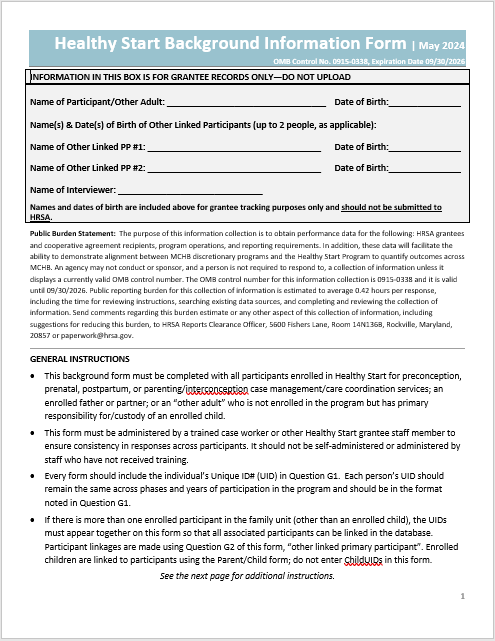 Healthy Start Background Information Form | May 2024
OMB Control No. 0915-0338, Expiration Date 09/30/2026
INFORMATION IN THIS BOX IS FOR GRANTEE RECORDS ONLY—DO NOT UPLOAD
Name of Participant/Other Adult: ________________ Date of Birth:________________
Name(s) & Date(s) of Birth of Other Linked Participants (up to 2 people, as applicable):
Name of Other Linked PP #1: ________________ Date of Birth:________________
Name of Other Linked PP #2: ________________ Date of Birth:________________
Name of Interviewer: ________________
Names and dates of birth are included above for grantee tracking purposes only and should not be submitted to
HRSA.
Public Burden Statement: The purpose of this information collection is to obtain performance data for the following: HRSA grantees
and cooperative agreement recipients, program operations, and reporting requirements. In addition, these data will facilitate the
ability to demonstrate alignment between MCHB discretionary programs and the Healthy Start Program to quantify outcomes across
MCHB. An agency may not conduct or sponsor, and a person is not required to respond to, a collection of information unless it
displays a currently valid OMB control number. The OMB control number for this information collection is 0915-0338 and it is valid
until 09/30/2026. Public reporting burden for this collection of information is estimated to average 0.42 hours per response,
including the time for reviewing instructions, searching existing data sources, and completing and reviewing the collection of
information. Send comments regarding this burden estimate or any other aspect of this collection of information, including
suggestions for reducing this burden, to HRSA Reports Clearance Officer, 5600 Fishers Lane, Room 14N136B, Rockville, Maryland,
20857 or paperwork@hrsa.gov.
GENERAL INSTRUCTIONS
• This background form must be completed with all participants enrolled in Healthy Start for preconception,
prenatal, postpartum, or parenting/interconception case management/care coordination services; an
enrolled father or partner; or an “other adult” who is not enrolled in the program but has primary
responsibility for/custody of an enrolled child.
• This form must be administered by a trained case worker or other Healthy Start grantee staff member to
ensure consistency in responses across participants. It should not be self-administered or administered by
staff who have not received training.
• Every form should include the individual’s Unique ID# (UID) in Question G1. Each person’s UID should
remain the same across phases and years of participation in the program and should be in the format
noted in Question G1.
• If there is more than one enrolled participant in the family unit (other than an enrolled child), the UIDs
must appear together on this form so that all associated participants can be linked in the database.
Participant linkages are made using Question G2 of this form, “other linked primary participant”. Enrolled
children are linked to participants using the Parent/Child form; do not enter ChildUIDs in this form.
See the next page for additional instructions.
1